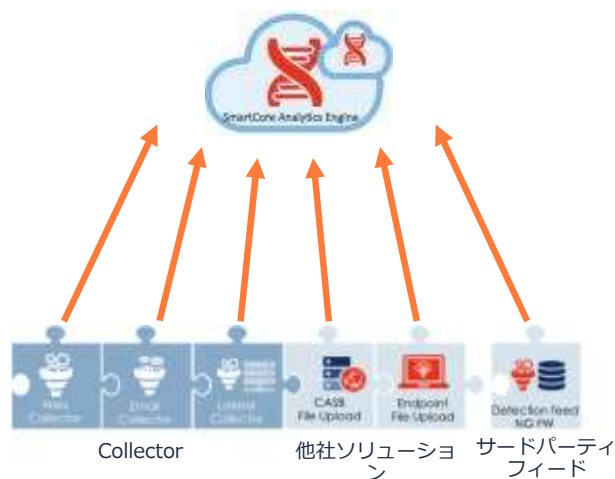 SmartCore Analytics Engine
Web
Collector
Email
Collector
Lateral
Collector
CASB
File Upload
Endpoint
File Upload
Detection feed
NG FW
Collector
他社ソリューショ
ン
サードパーティ
フィード